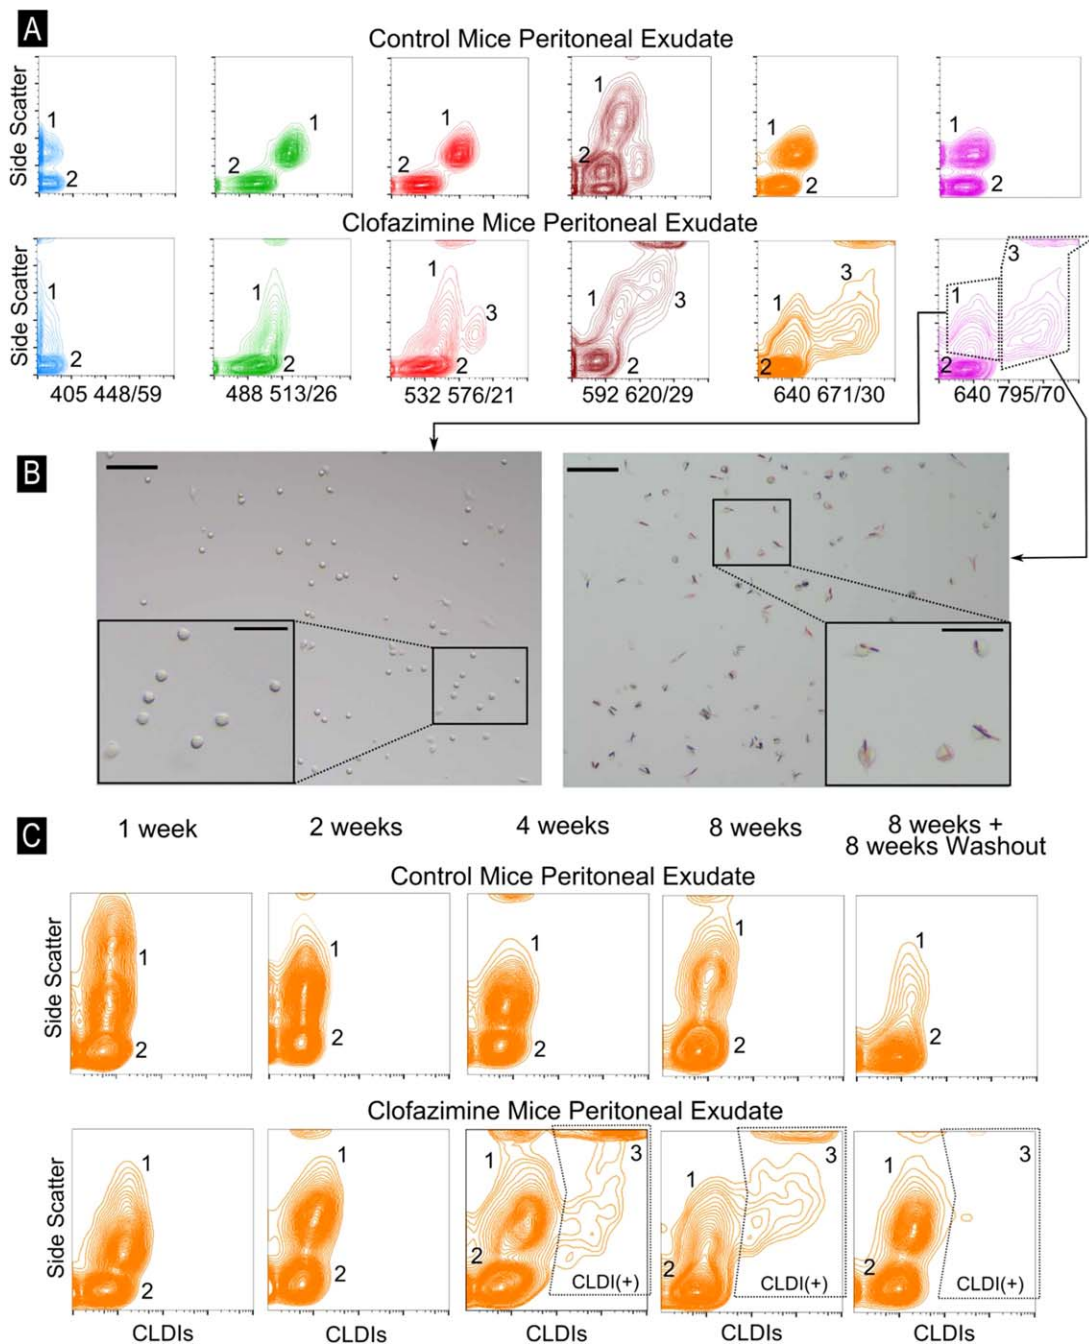 A
Control Mice Peritoneal Exudate
Side Scatter
1
2
1
2
1
2
1
2
1
2
1
2
Clofazimine Mice Peritoneal Exudate
Side Scatter
1
2
1
2
1
3
2
1
3
2
3
1
2
3
1
2
405 448/59
488 513/26
532 576/21
592 620/29
640 671/30
640 795/70
B
C
1 week
2 weeks
4 weeks
8 weeks
8 weeks +
8 weeks Washout
Control Mice Peritoneal Exudate
Side Scatter
1
2
1
2
1
2
1
2
1
2
Clofazimine Mice Peritoneal Exudate
Side Scatter
1
2
1
2
1
3
2
CLDI(+)
1
3
2
CLDI(+)
1
3
2
CLDI(+)
CLDIs
CLDIs
CLDIs
CLDIs
CLDIs